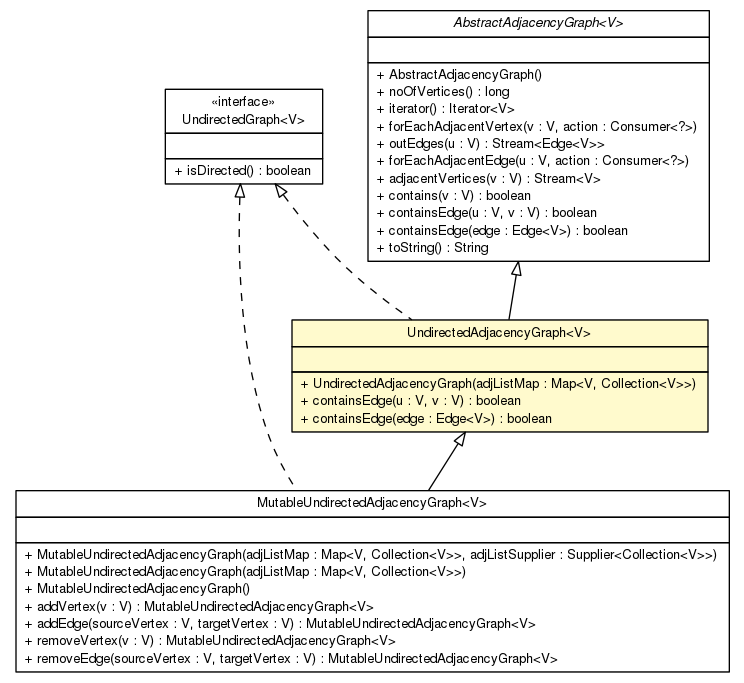 AbstractAdjacencyGraph<V>
+ AbstractAdjacencyGraph()
+ noOfVertices() : long
+ iterator() : Iterator<V>
+ forEachAdjacentVertex(v : V, action : Consumer<?>)
+ outEdges(u : V) : Stream<Edge<V>>
+ forEachAdjacentEdge(u : V, action : Consumer<?>)
+ adjacentVertices(v : V) : Stream<V>
+ contains(v : V) : boolean
+ containsEdge(u : V, v : V) : boolean
+ containsEdge(edge : Edge<V>) : boolean
+ toString() : String
«interface»
UndirectedGraph<V>
+ isDirected() : boolean
UndirectedAdjacencyGraph<V>
+ UndirectedAdjacencyGraph(adjListMap : Map<V, Collection<V>>)
+ containsEdge(u : V, v : V) : boolean
+ containsEdge(edge : Edge<V>) : boolean
MutableUndirectedAdjacencyGraph<V>
+ MutableUndirectedAdjacencyGraph(adjListMap : Map<V, Collection<V>>, adjListSupplier : Supplier<Collection<V>>)
+ MutableUndirectedAdjacencyGraph(adjListMap : Map<V, Collection<V>>)
+ MutableUndirectedAdjacencyGraph()
+ addVertex(v : V) : MutableUndirectedAdjacencyGraph<V>
+ addEdge(sourceVertex : V, targetVertex : V) : MutableUndirectedAdjacencyGraph<V>
+ removeVertex(v : V) : MutableUndirectedAdjacencyGraph<V>
+ removeEdge(sourceVertex : V, targetVertex : V) : MutableUndirectedAdjacencyGraph<V>